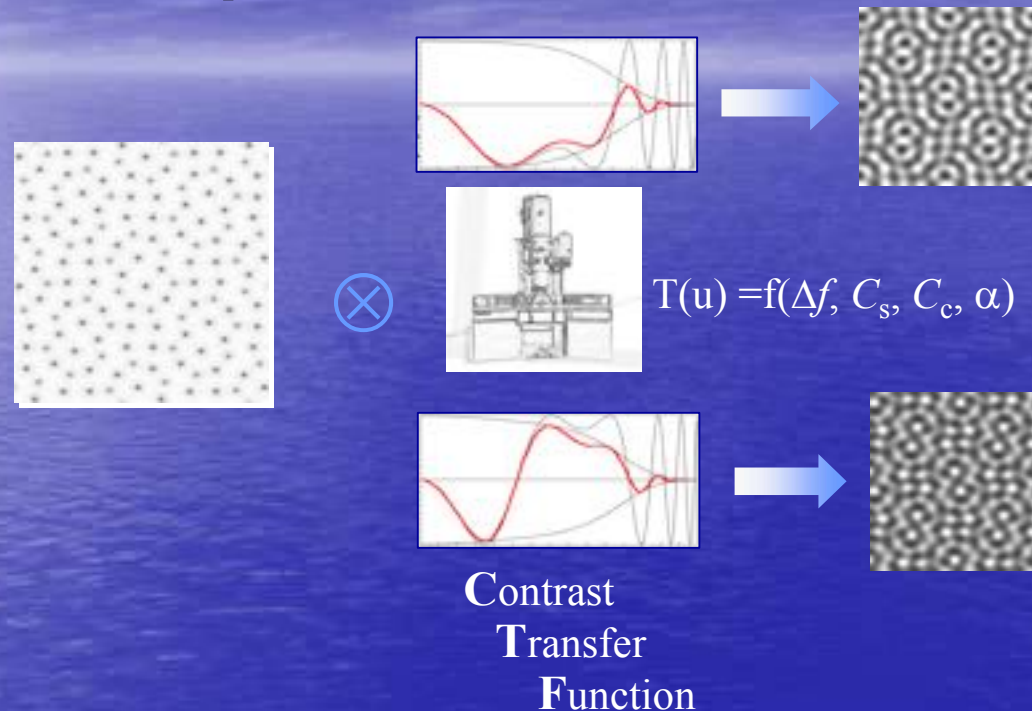 T(u) =f(Δf, Cs, Cc, α)
Contrast
Transfer
Function